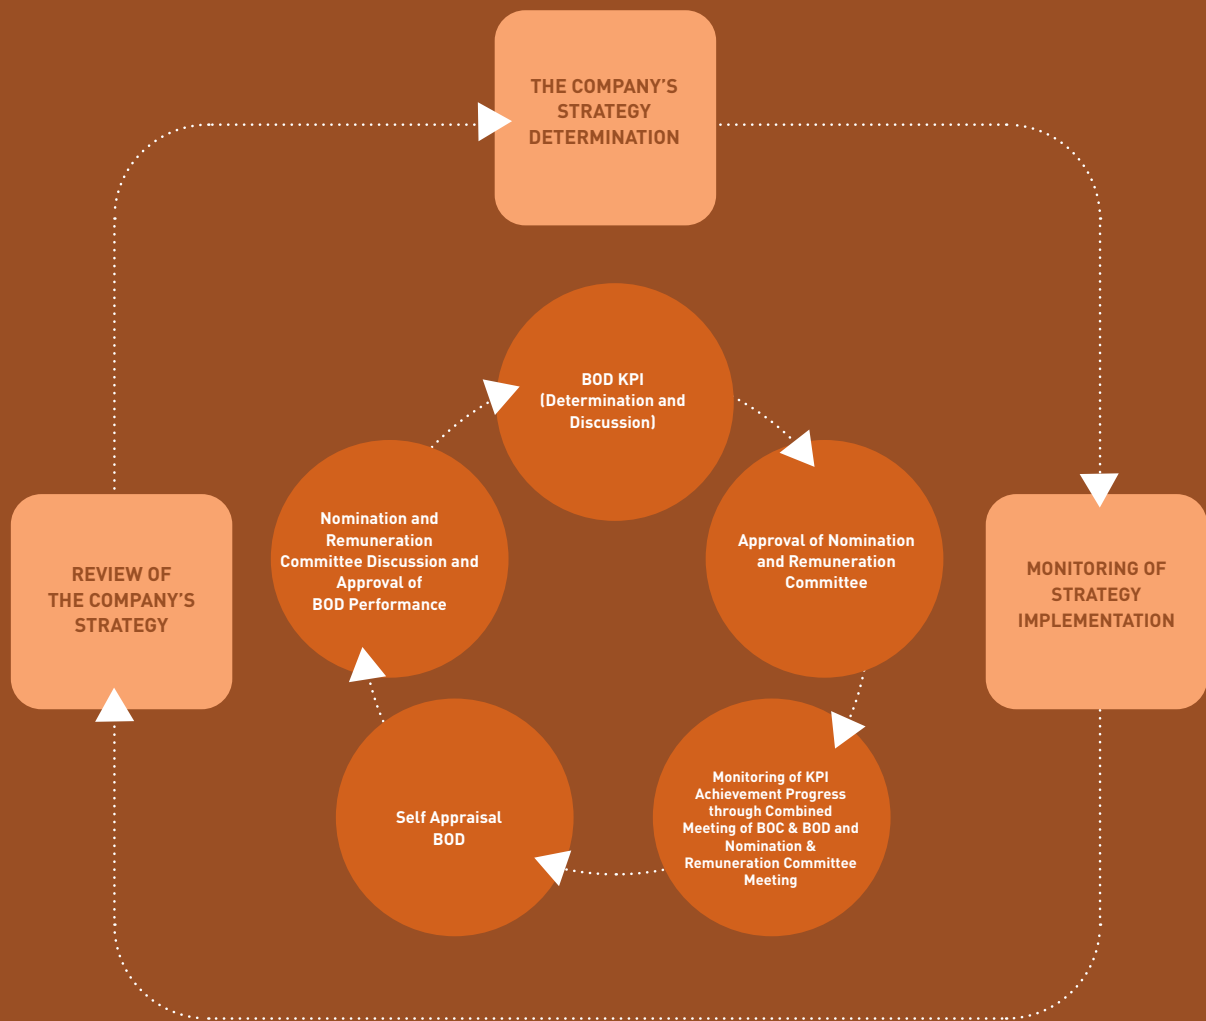 THE COMPANY'S
STRATEGY
DETERMINATION
BOD KPI
(Determination and
Discussion)
Nomination and
Remuneration
Committee Discussion and
Approval of
BOD Performance
Approval of Nomination
and Remuneration
Committee
REVIEW OF
THE COMPANY'S
STRATEGY
MONITORING OF
STRATEGY
IMPLEMENTATION
Self Appraisal
BOD
Monitoring of KPI
Achievement Progress
through Combined
Meeting of BOC & BOD and
Nomination &
Remuneration Committee
Meeting